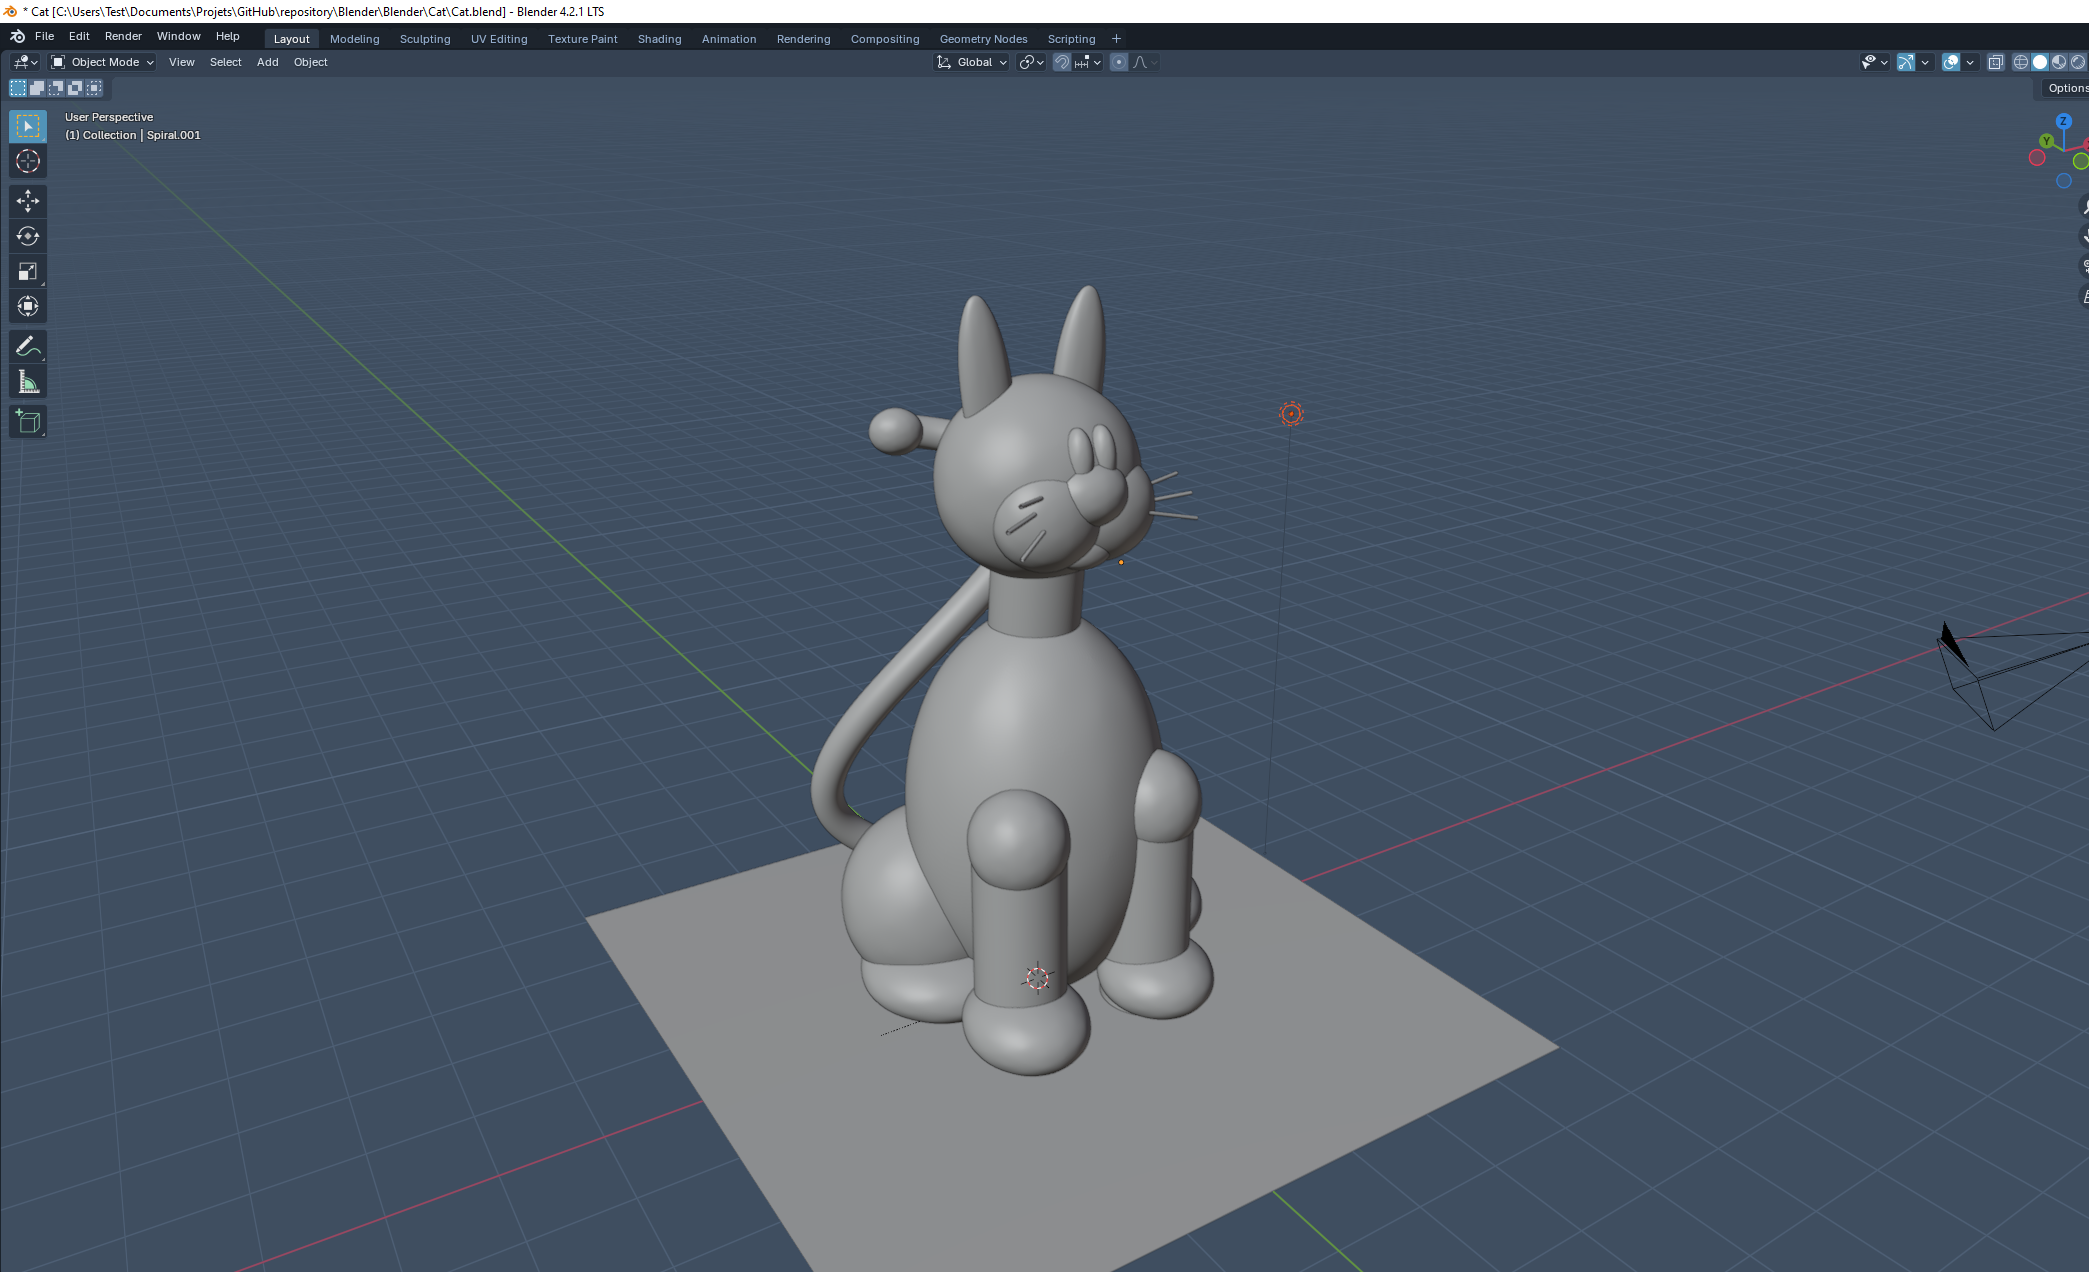 * Cat [C:\Users\Test\Documents\Projets\GitHub\repository\Blender\Blender\Cat\Cat.blend] - Blender 4.2.1 LTS
File Edit Render Window Help Layout Modeling Sculpting UV Editing Texture Paint Shading Animation Rendering Compositing Geometry Nodes Scripting +
Object Mode View Select Add Object Global
Options
User Perspective
(1) Collection | Spiral.001
Z
Y